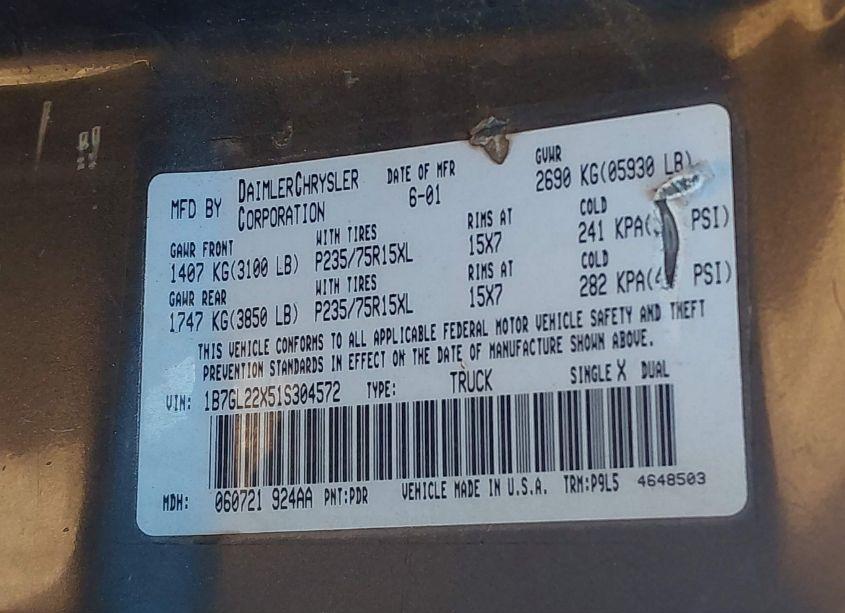 MFD BY DAIMLERCHRYSLER CORPORATION DATE OF MFR 6-01 GVWR 2690 KG(05930 LB)
GAWR FRONT WITH TIRES RIMS AT COLD
1407 KG(3100 LB) P235/75R15XL 15X7 241 KPA( PSI)
GAWR REAR WITH TIRES RIMS AT COLD
1747 KG(3850 LB) P235/75R15XL 15X7 282 KPA( PSI)
THIS VEHICLE CONFORMS TO ALL APPLICABLE FEDERAL MOTOR VEHICLE SAFETY AND THEFT
PREVENTION STANDARDS IN EFFECT ON THE DATE OF MANUFACTURE SHOWN ABOVE.
VIN: 1B7GL22X51S304572 TYPE: TRUCK SINGLE X DUAL
MDH: 060721 924AA PNT:PDR VEHICLE MADE IN U.S.A. TRM:P9L5 4648503